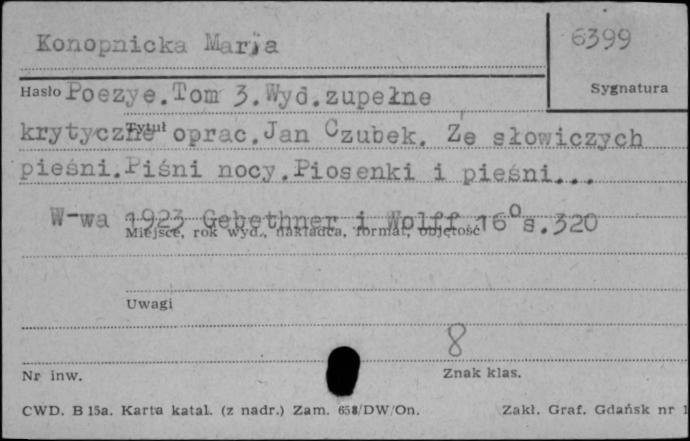 Konopnicka Marja
6399
Sygnatura
Hasło Poezye.Tom 3.Wyd.zupełne
Tytuł
krytyczne oprac.Jan Czubek. Ze słowiczych
pieśni.Piśni nocy.Piosenki i pieśni...
W-wa 1923 Gebethner i Wolff 16° s.320
Miejsce, rok wyd., nakładca, format, objętość
Uwagi
8
Nr inw.
Znak klas.
CWD. B 15a. Karta katal. (z nadr.) Zam. 658/DW/On.
Zakł. Graf. Gdańsk nr 1